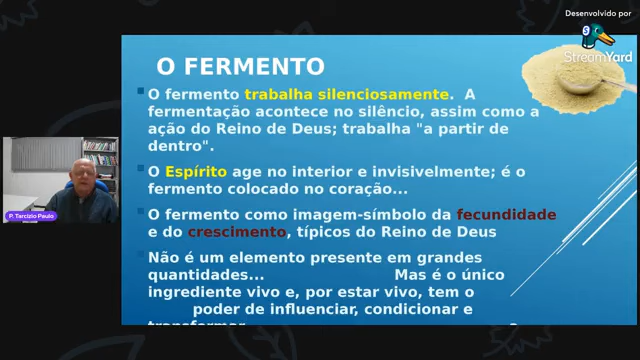 Desenvolvido por
StreamYard
O FERMENTO
O fermento trabalha silenciosamente. A
fermentação acontece no silêncio, assim como a
ação do Reino de Deus; trabalha "a partir de
dentro".
O Espírito age no interior e invisivelmente; é o
fermento colocado no coração...
O fermento como imagem-símbolo da fecundidade
e do crescimento, típicos do Reino de Deus
Não é um elemento presente em grandes
quantidades... Mas é o único
ingrediente vivo e, por estar vivo, tem o
poder de influenciar, condicionar e
P. Tarcízio Paulo